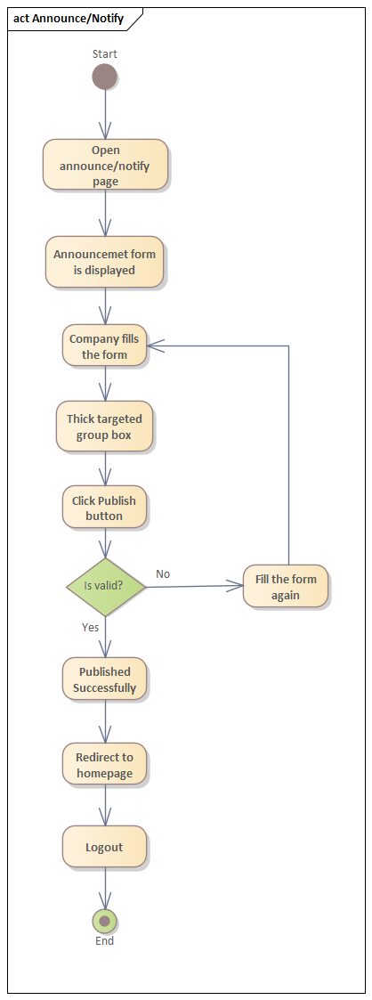 act Announce/Notify
Start
Open
announce/notify
page
Announcemet form
is displayed
Company fills
the form
Thick targeted
group box
Click Publish
button
Is valid?
No
Fill the form
again
Yes
Published
Successfully
Redirect to
homepage
Logout
End